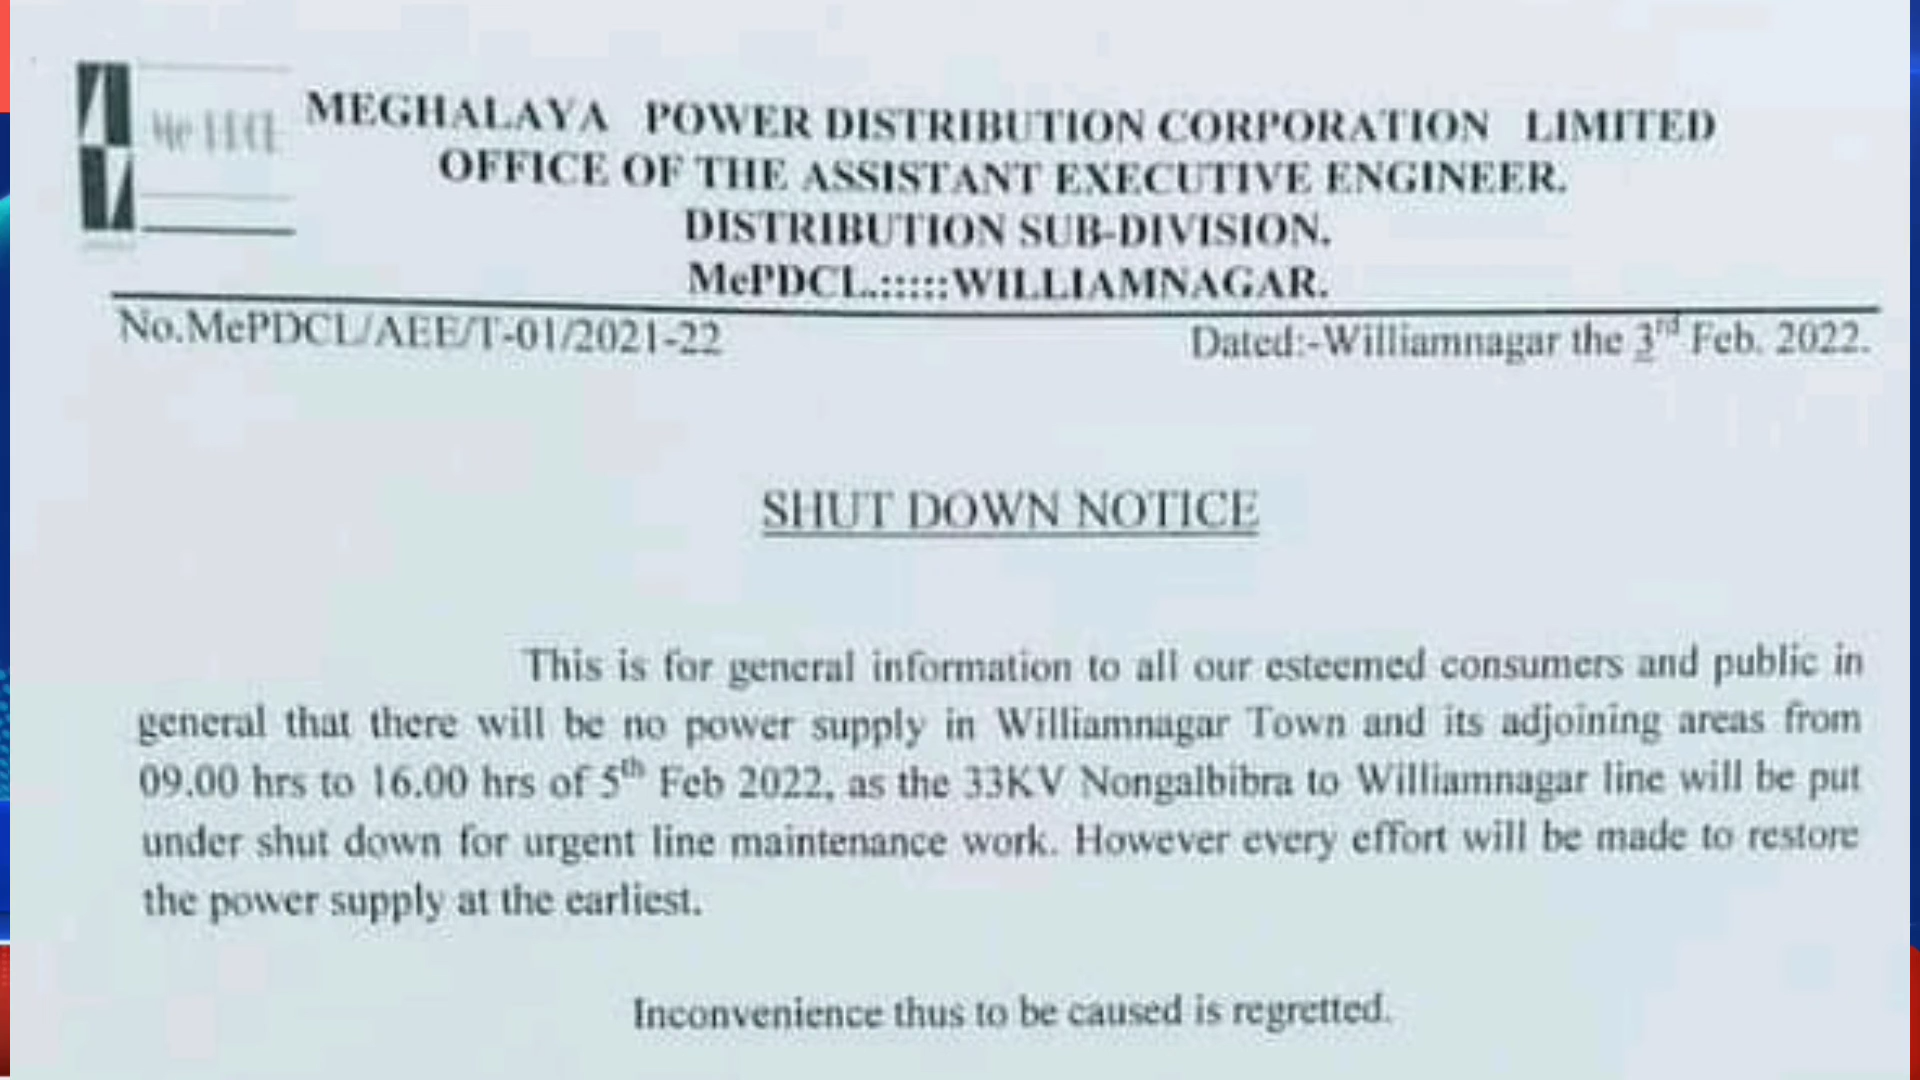 MEGHALAYA POWER DISTRIBUTION CORPORATION LIMITED
OFFICE OF THE ASSISTANT EXECUTIVE ENGINEER.
DISTRIBUTION SUB-DIVISION.
MePDCL.:::::WILLIAMNAGAR.
No.MePDCL/AEE/T-01/2021-22
Dated:-Williamnagar the 3rd Feb. 2022.
SHUT DOWN NOTICE
This is for general information to all our esteemed consumers and public in
general that there will be no power supply in Williamnagar Town and its adjoining areas from
09.00 hrs to 16.00 hrs of 5th Feb 2022, as the 33KV Nongalbibra to Williamnagar line will be put
under shut down for urgent line maintenance work. However every effort will be made to restore
the power supply at the earliest.
Inconvenience thus to be caused is regretted.